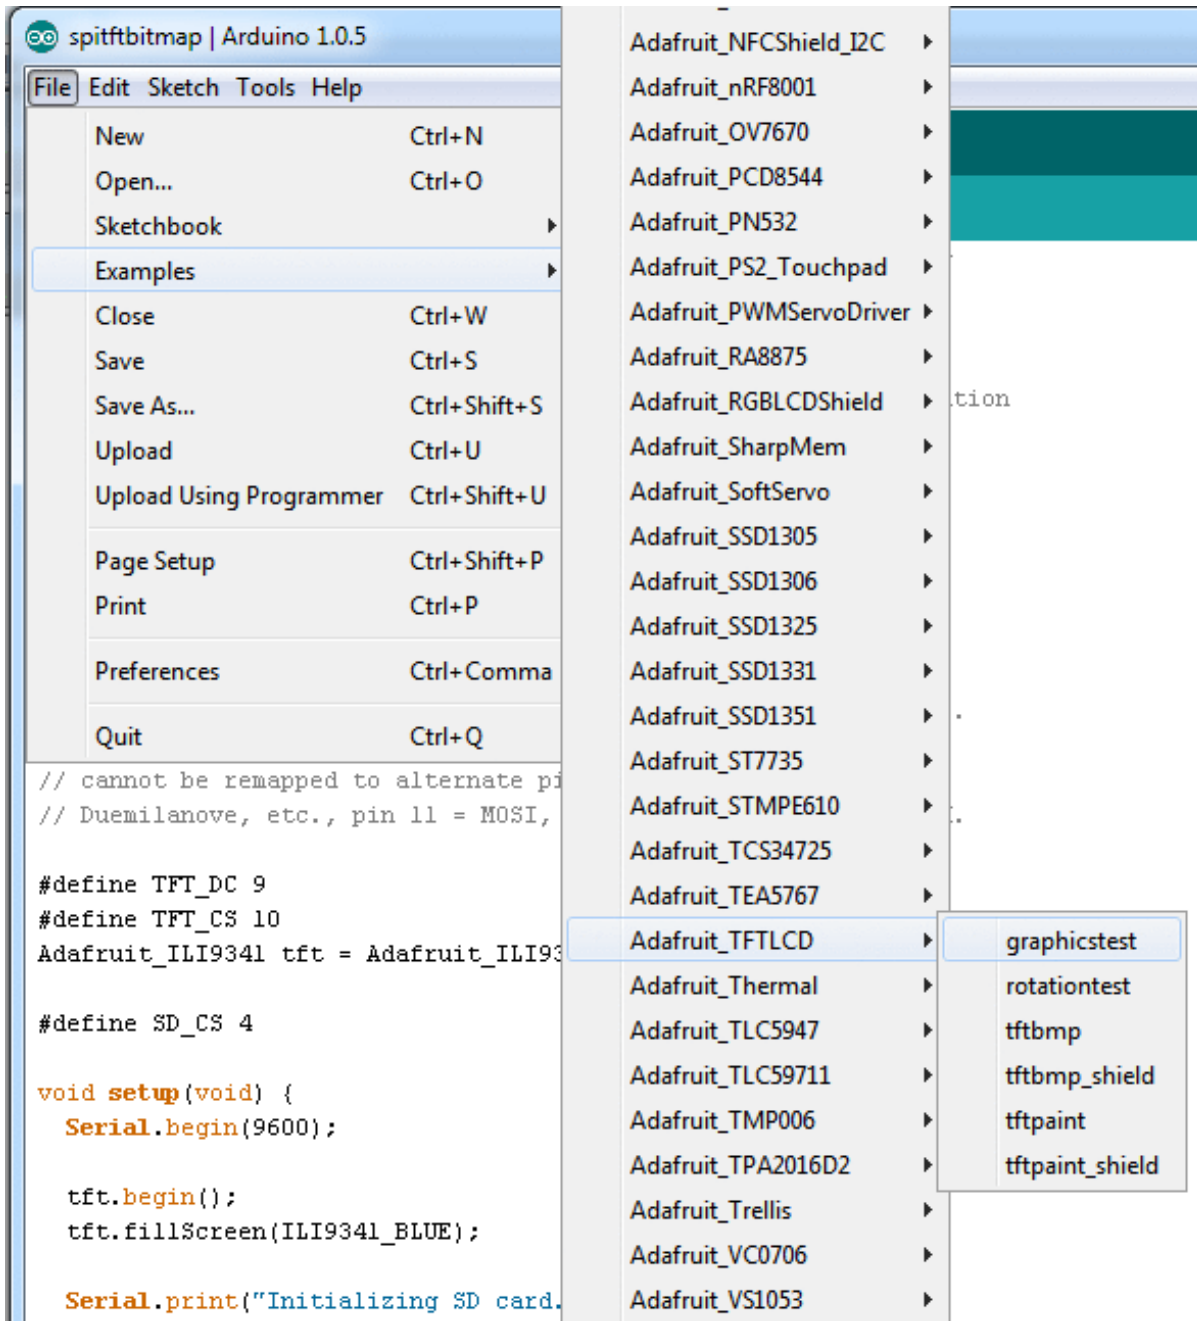 spitftbitmap | Arduino 1.0.5
File Edit Sketch Tools Help
New Ctrl+N
Open... Ctrl+O
Sketchbook
Examples
Close Ctrl+W
Save Ctrl+S
Save As... Ctrl+Shift+S
Upload Ctrl+U
Upload Using Programmer Ctrl+Shift+U
Page Setup Ctrl+Shift+P
Print Ctrl+P
Preferences Ctrl+Comma
Quit Ctrl+Q
Adafruit_NFCShield_I2C
Adafruit_nRF8001
Adafruit_OV7670
Adafruit_PCD8544
Adafruit_PN532
Adafruit_PS2_Touchpad
Adafruit_PWMServoDriver
Adafruit_RA8875
Adafruit_RGBLCDShield
Adafruit_SharpMem
Adafruit_SoftServo
Adafruit_SSD1305
Adafruit_SSD1306
Adafruit_SSD1325
Adafruit_SSD1331
Adafruit_SSD1351
Adafruit_ST7735
Adafruit_STMPE610
Adafruit_TCS34725
Adafruit_TEA5767
Adafruit_TFTLCD
Adafruit_Thermal
Adafruit_TLC5947
Adafruit_TLC59711
Adafruit_TMP006
Adafruit_TPA2016D2
Adafruit_Trellis
Adafruit_VC0706
Adafruit_VS1053
graphicstest
rotationtest
tftbmp
tftbmp_shield
tftpaint
tftpaint_shield
tion
// cannot be remapped to alternate pi
// Duemilanove, etc., pin 11 = MOSI,
#define TFT_DC 9
#define TFT_CS 10
Adafruit_ILI9341 tft = Adafruit_ILI93
#define SD_CS 4
void setup(void) {
Serial.begin(9600);
tft.begin();
tft.fillScreen(ILI9341_BLUE);
Serial.print("Initializing SD card.